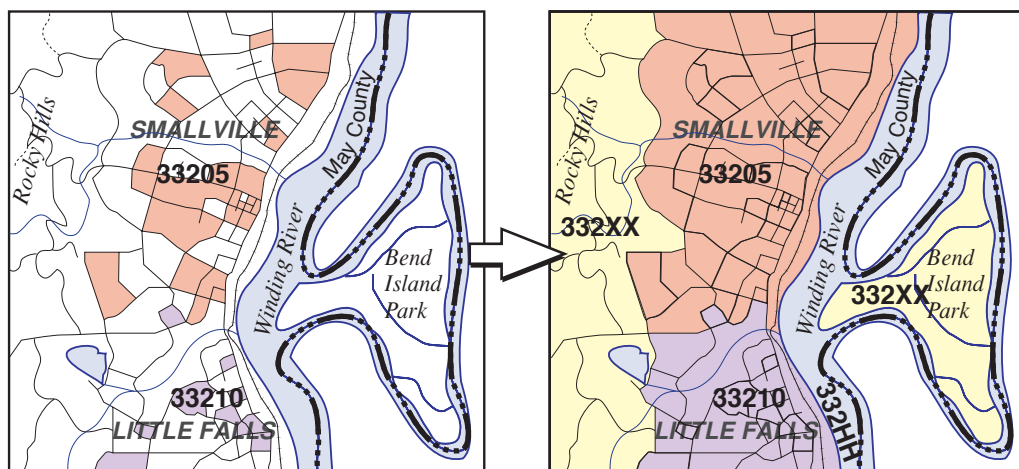 Rocky Hills
SMALLVILLE
33205
May County
Winding River
Bend
Island
Park
33210
LITTLE FALLS
Rocky Hills
SMALLVILLE
33205
May County
332XX
Winding River
Bend
Island
Park
332XX
33210
LITTLE FALLS
332HH